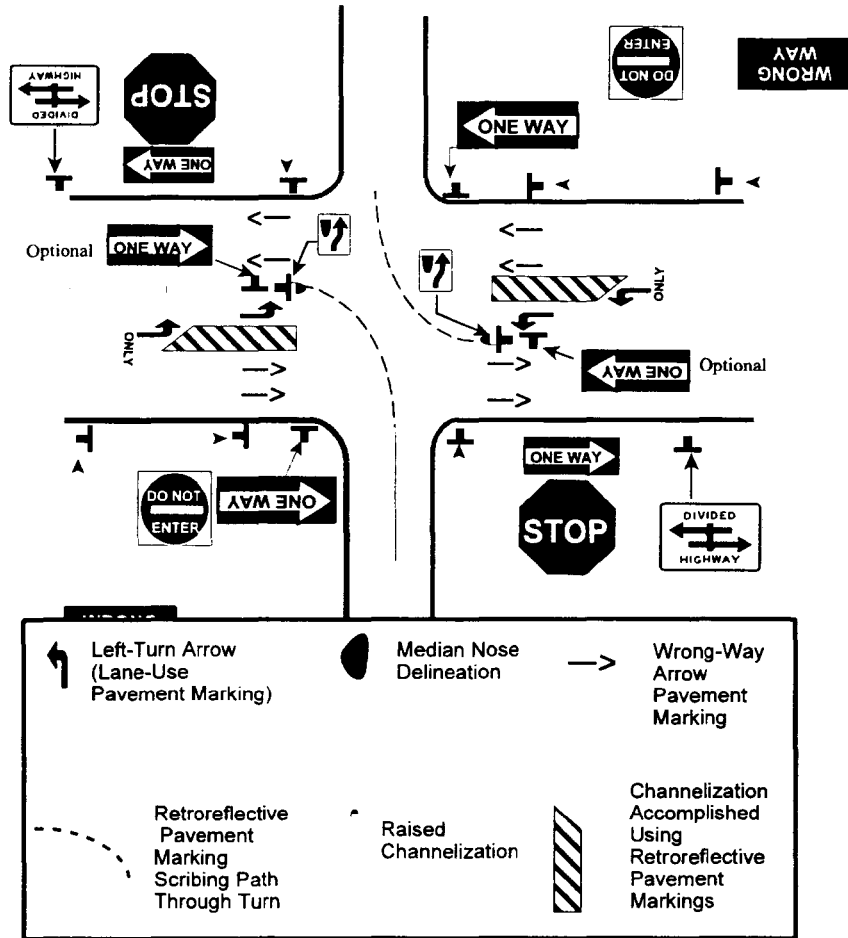 DIVIDED
HIGHWAY
STOP
ONE WAY
ONE WAY
DO NOT
ENTER
WRONG
WAY
Optional
ONE WAY
ONLY
ONLY
ONE WAY
Optional
DO NOT
ENTER
ONE WAY
ONE WAY
STOP
DIVIDED
HIGHWAY
Left-Turn Arrow
(Lane-Use
Pavement Marking)
Median Nose
Delineation
Wrong-Way
Arrow
Pavement
Marking
Retroreflective
Pavement
Marking
Scribing Path
Through Turn
Raised
Channelization
Channelization
Accomplished
Using
Retroreflective
Pavement
Markings